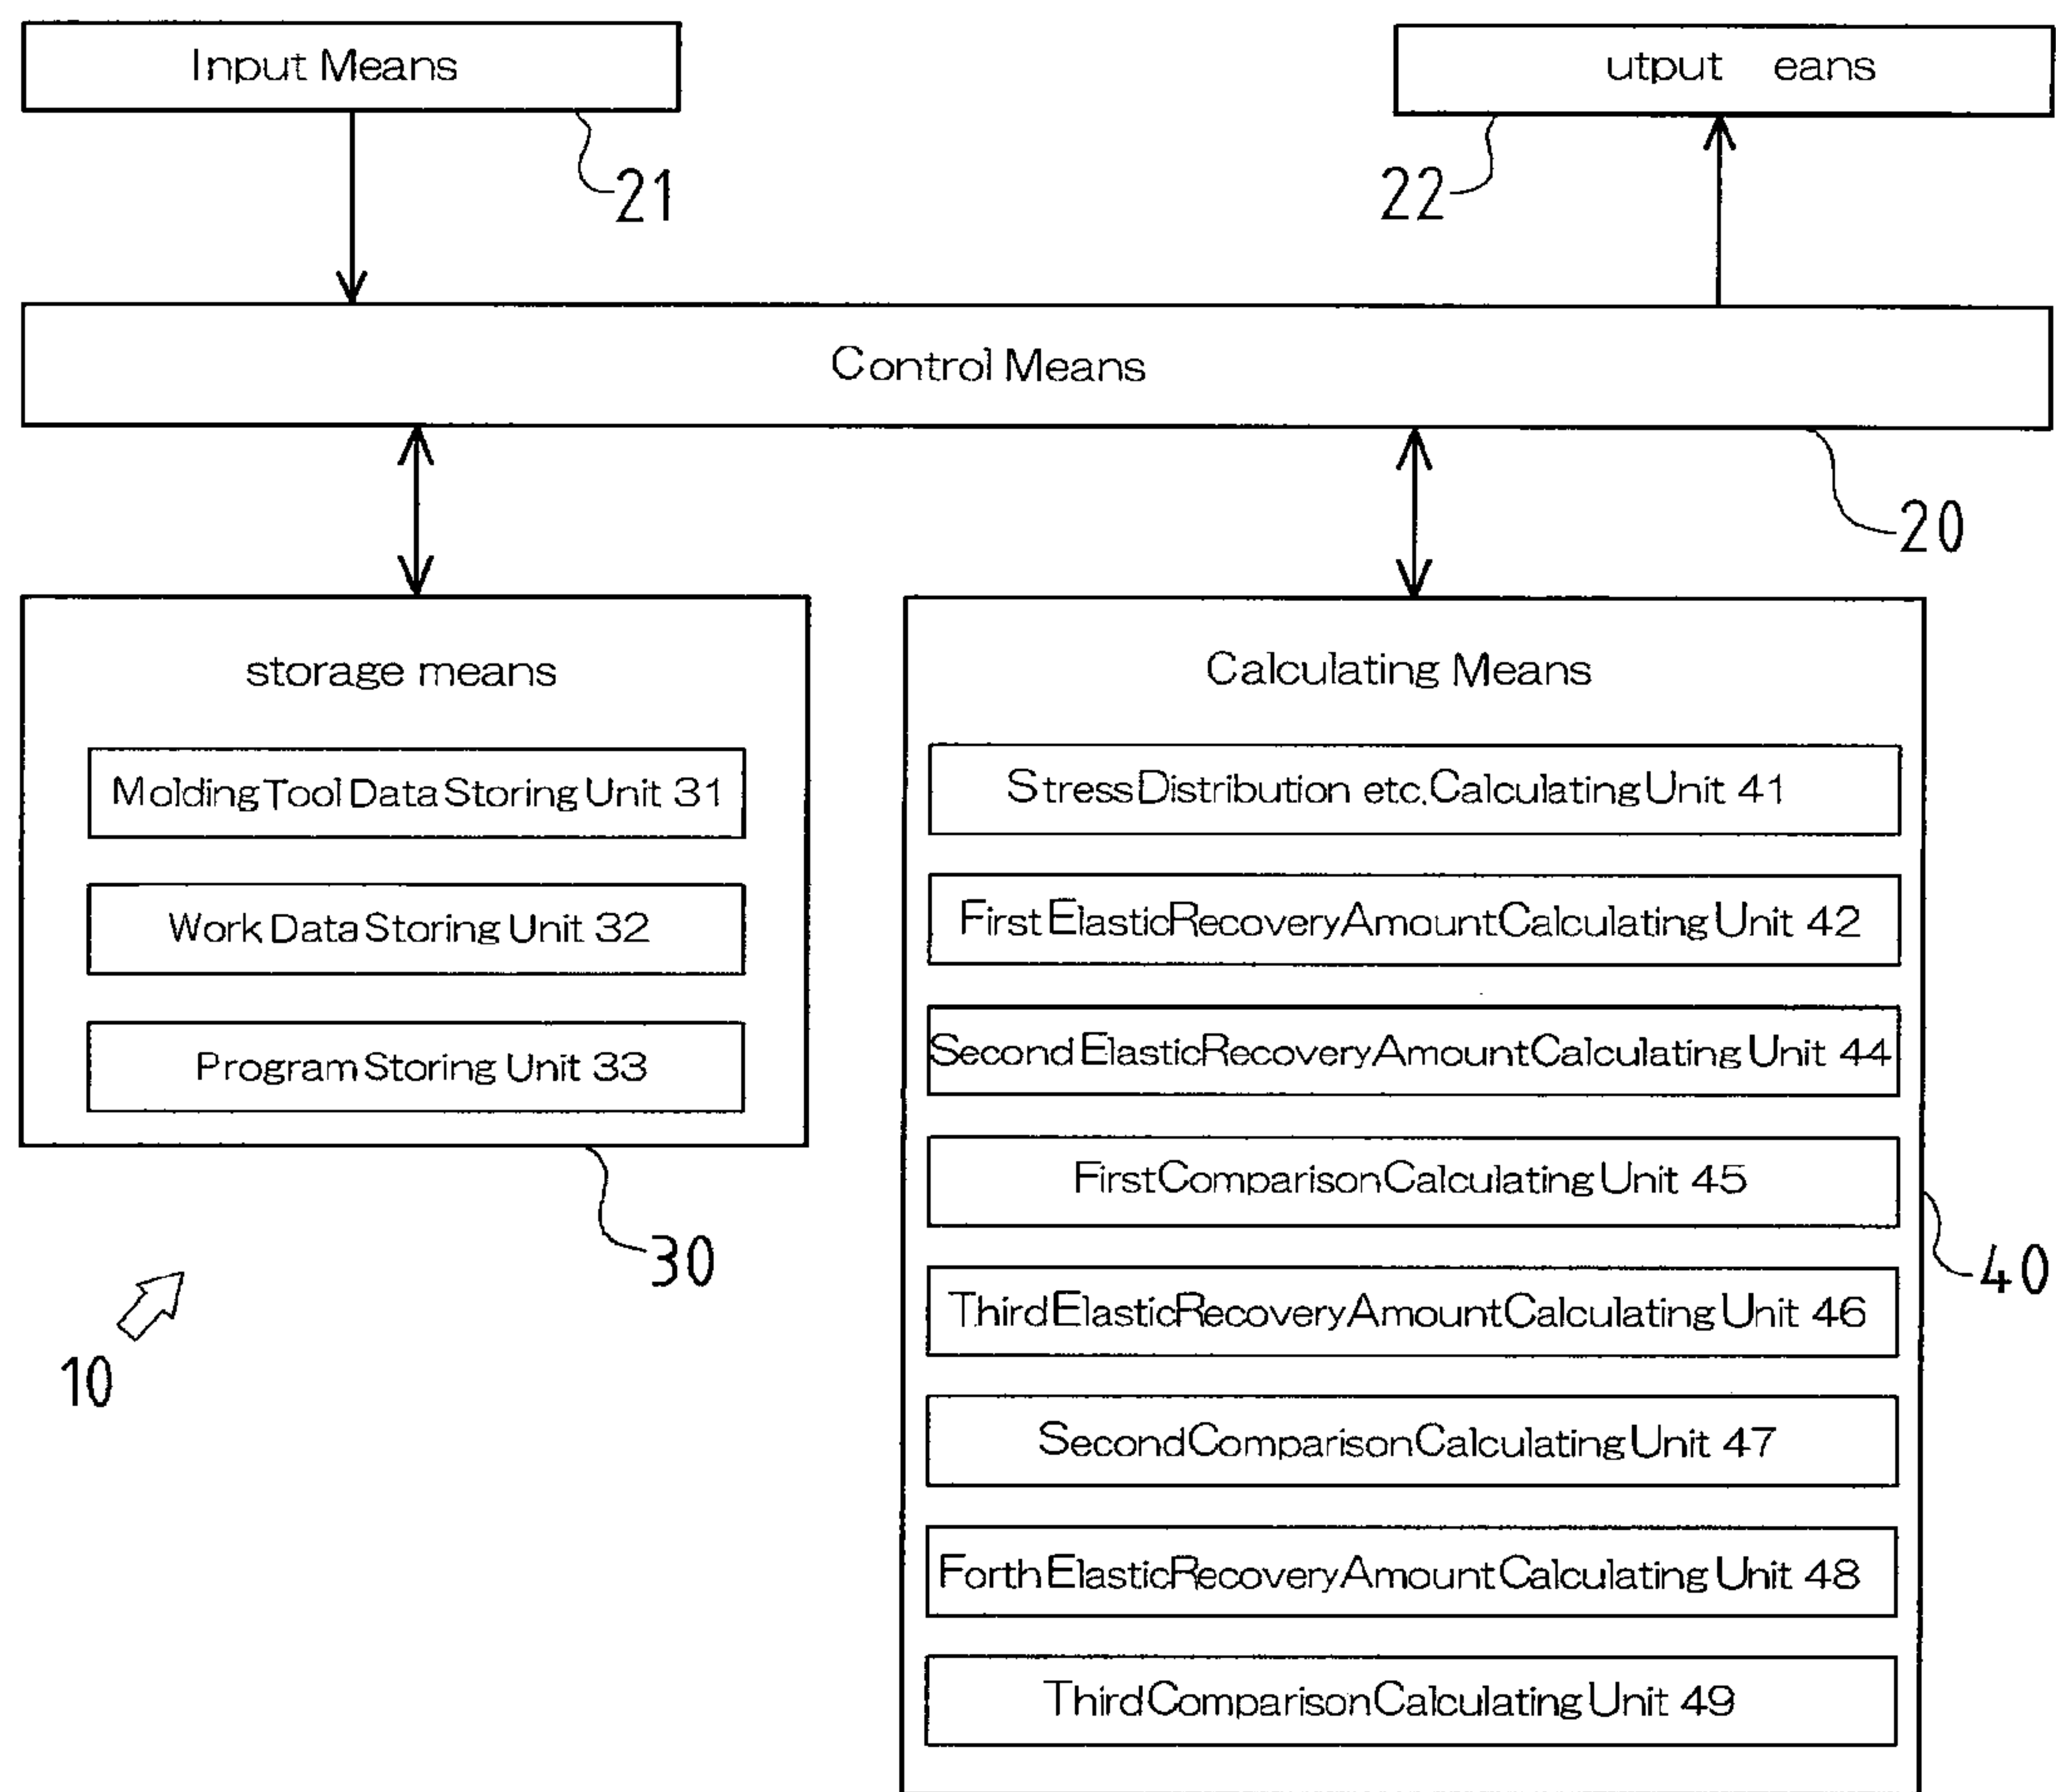 Input Means
utput eans
21
22
Control Means
20
storage means
Molding Tool Data Storing Unit 31
Work Data Storing Unit 32
Program Storing Unit 33
30
10
Calculating Means
Stress Distribution etc. Calculating Unit 41
First Elastic Recovery Amount Calculating Unit 42
Second Elastic Recovery Amount Calculating Unit 44
First Comparison Calculating Unit 45
Third Elastic Recovery Amount Calculating Unit 46
Second Comparison Calculating Unit 47
Forth Elastic Recovery Amount Calculating Unit 48
Third Comparison Calculating Unit 49
40